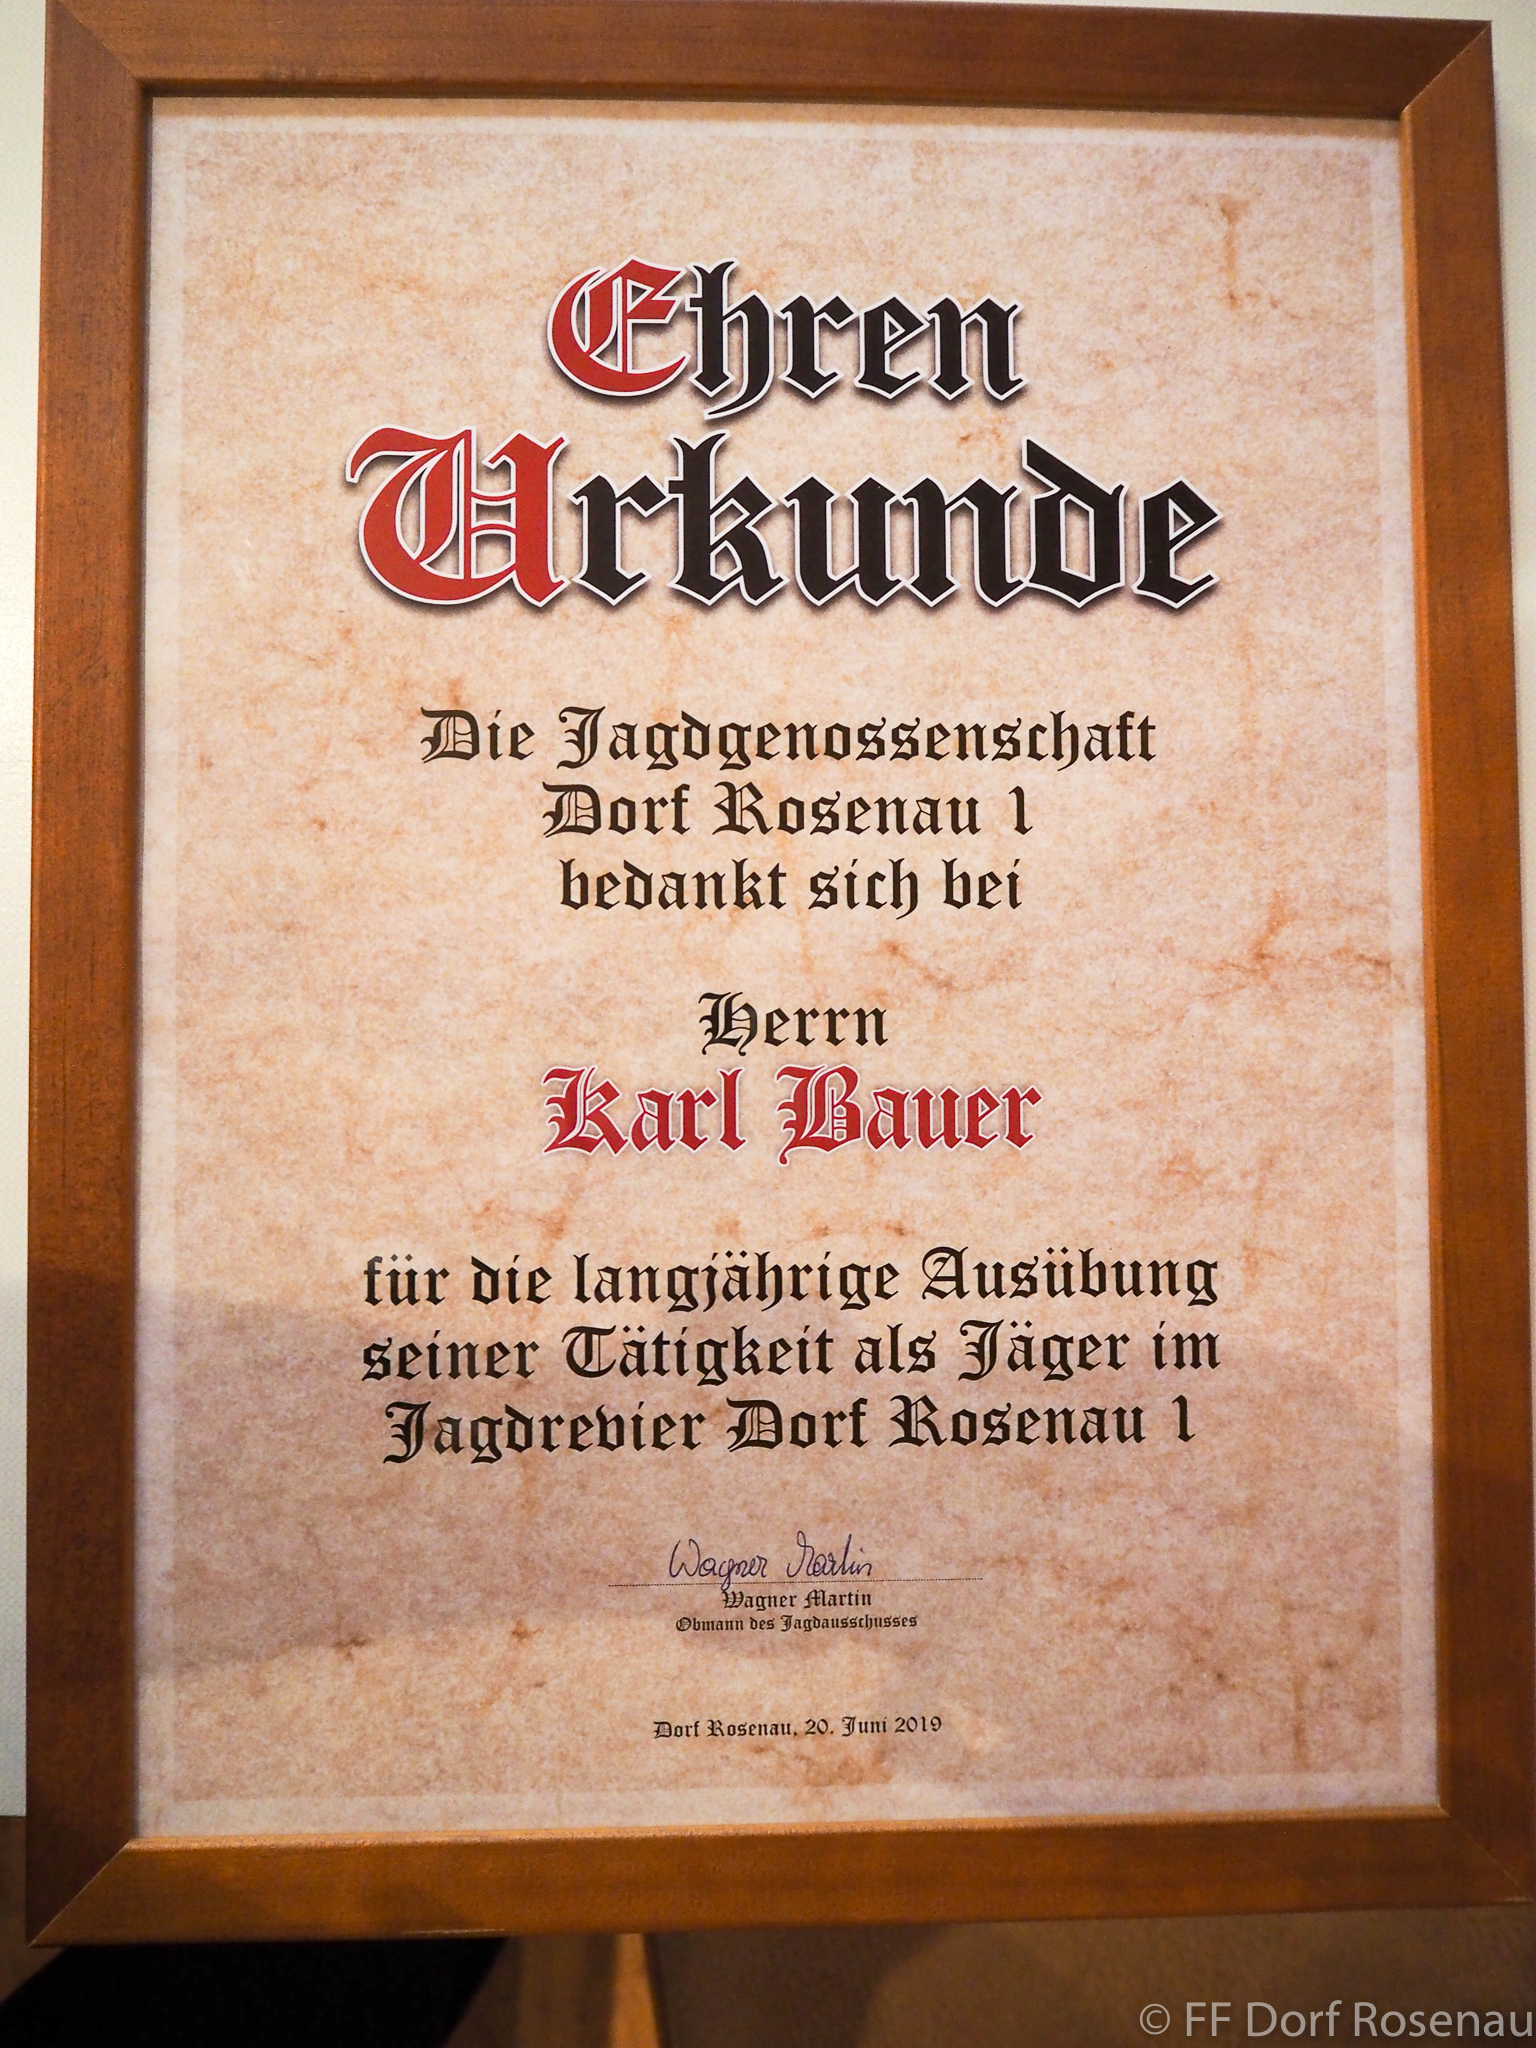 Ehren
Urkunde
Die Jagdgenossenschaft
Dorf Rosenau 1
bedankt sich bei
Herrn
Karl Bauer
für die langjährige Ausübung
seiner Tätigkeit als Jäger im
Jagdrevier Dorf Rosenau 1
Wagner Martin
Wagner Martin
Obmann des Jagdausschusses
Dorf Rosenau, 20. Juni 2019
© FF Dorf Rosenau